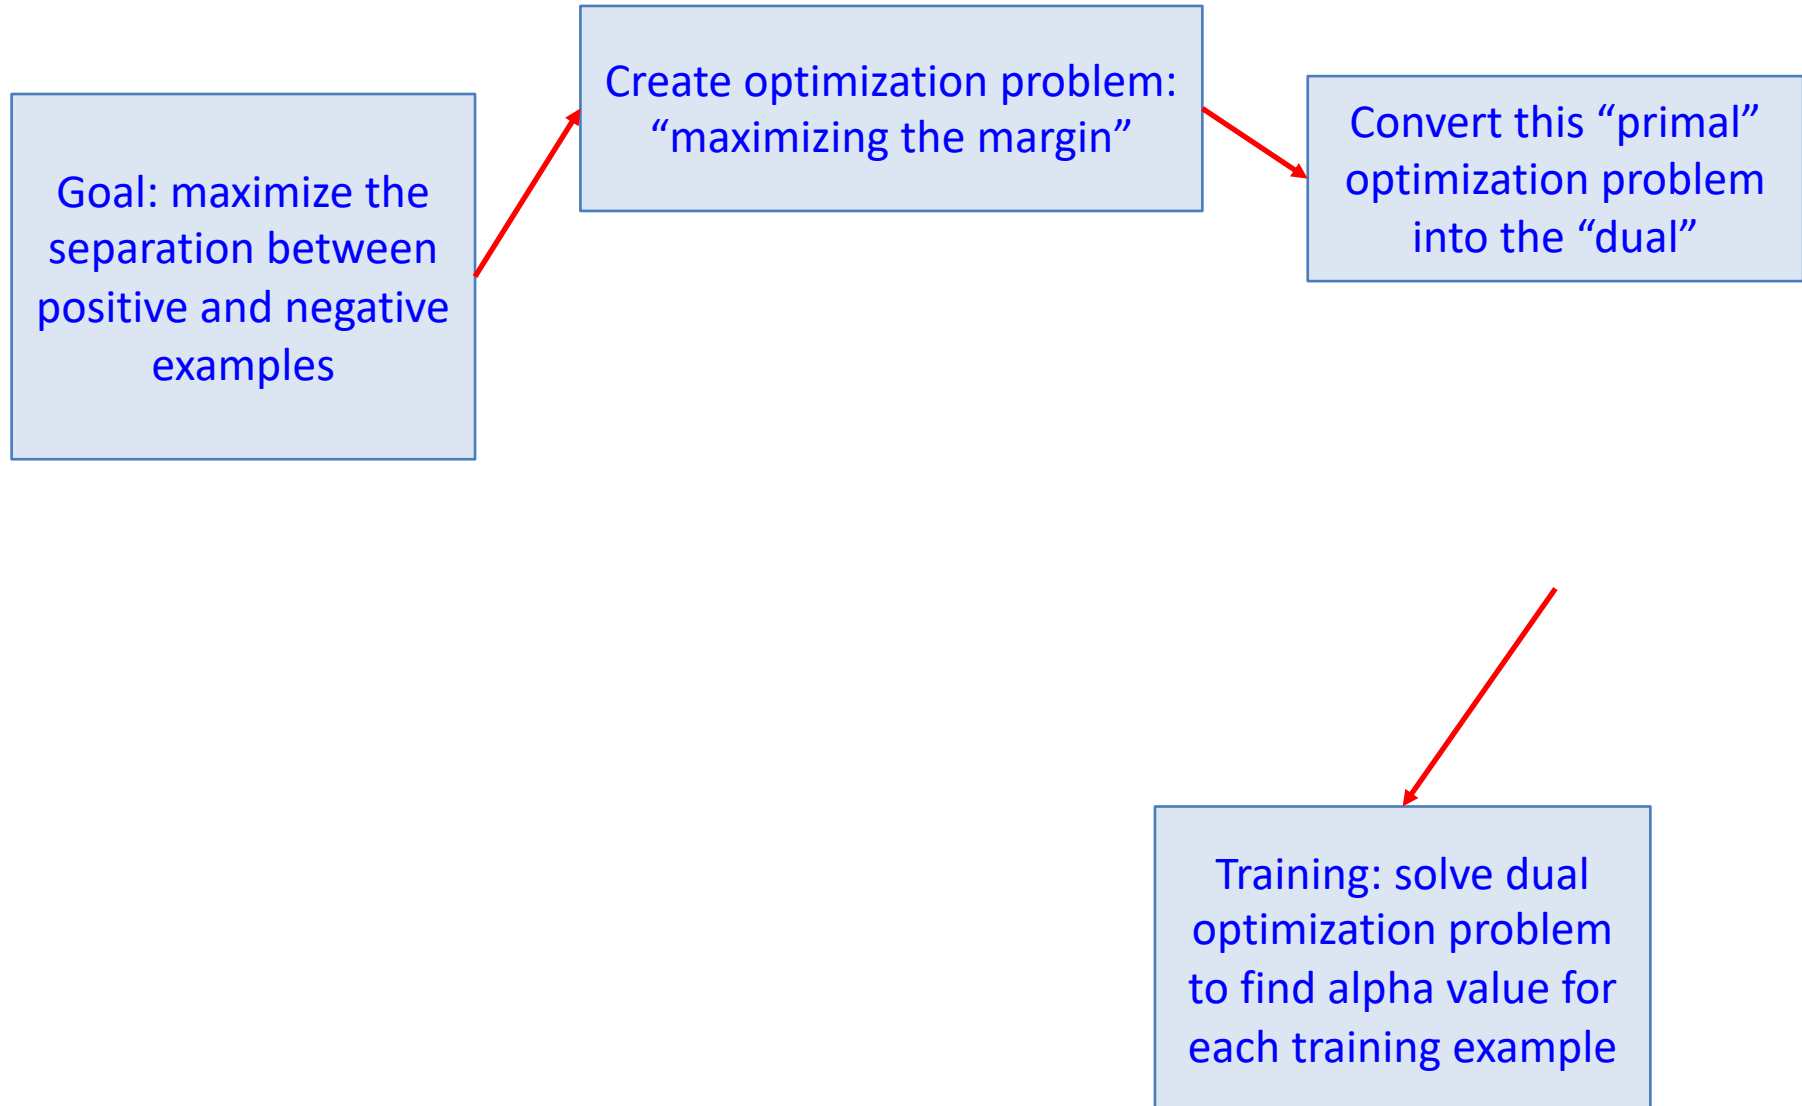 Goal: maximize the
separation between
positive and negative
examples
Create optimization problem:
“maximizing the margin”
Convert this “primal”
optimization problem
into the “dual”
Training: solve dual
optimization problem
to find alpha value for
each training example